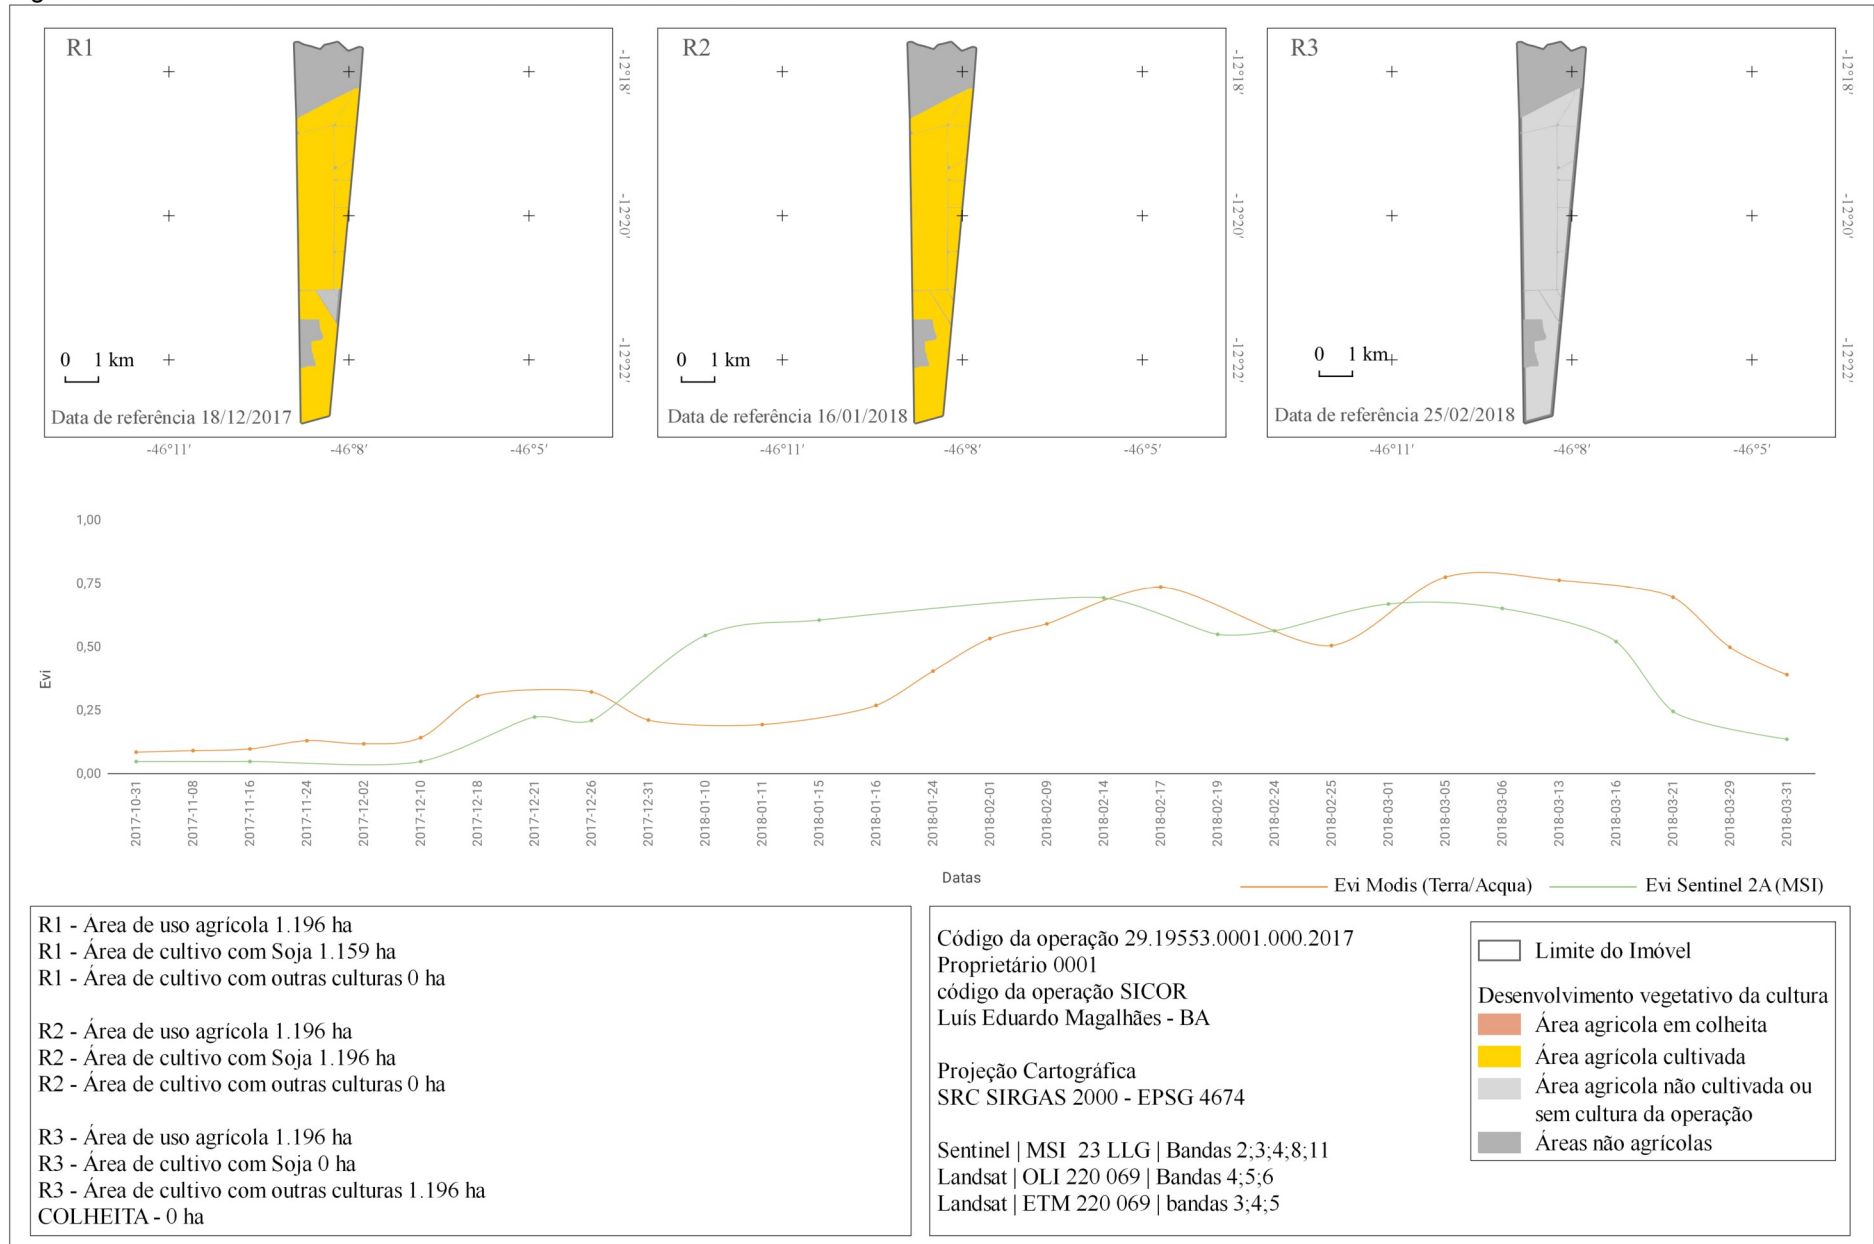 R1
-12°18'
-12°20'
-12°22'
0 1 km
Data de referência 18/12/2017
-46°11'
-46°8'
-46°5'
R2
-12°18'
-12°20'
-12°22'
0 1 km
Data de referência 16/01/2018
-46°11'
-46°8'
-46°5'
R3
-12°18'
-12°20'
-12°22'
0 1 km
Data de referência 25/02/2018
-46°11'
-46°8'
-46°5'
1,00
0,75
0,50
0,25
0,00
Evi
2017-10-31
2017-11-08
2017-11-16
2017-11-24
2017-12-02
2017-12-10
2017-12-18
2017-12-21
2017-12-26
2017-12-31
2018-01-10
2018-01-11
2018-01-15
2018-01-16
2018-01-24
2018-02-01
2018-02-09
2018-02-14
2018-02-17
2018-02-19
2018-02-24
2018-02-25
2018-03-01
2018-03-05
2018-03-06
2018-03-13
2018-03-16
2018-03-21
2018-03-29
2018-03-31
Datas
Evi Modis (Terra/Acqua)
Evi Sentinel 2A (MSI)
R1 - Área de uso agrícola 1.196 ha
R1 - Área de cultivo com Soja 1.159 ha
R1 - Área de cultivo com outras culturas 0 ha
R2 - Área de uso agrícola 1.196 ha
R2 - Área de cultivo com Soja 1.196 ha
R2 - Área de cultivo com outras culturas 0 ha
R3 - Área de uso agrícola 1.196 ha
R3 - Área de cultivo com Soja 0 ha
R3 - Área de cultivo com outras culturas 1.196 ha
COLHEITA - 0 ha
Código da operação 29.19553.0001.000.2017
Proprietário 0001
código da operação SICOR
Luís Eduardo Magalhães - BA
Projeção Cartográfica
SRC SIRGAS 2000 - EPSG 4674
Sentinel | MSI 23 LLG | Bandas 2;3;4;8;11
Landsat | OLI 220 069 | Bandas 4;5;6
Landsat | ETM 220 069 | bandas 3;4;5
Limite do Imóvel
Desenvolvimento vegetativo da cultura
Área agricola em colheita
Área agrícola cultivada
Área agricola não cultivada ou
sem cultura da operação
Áreas não agrícolas